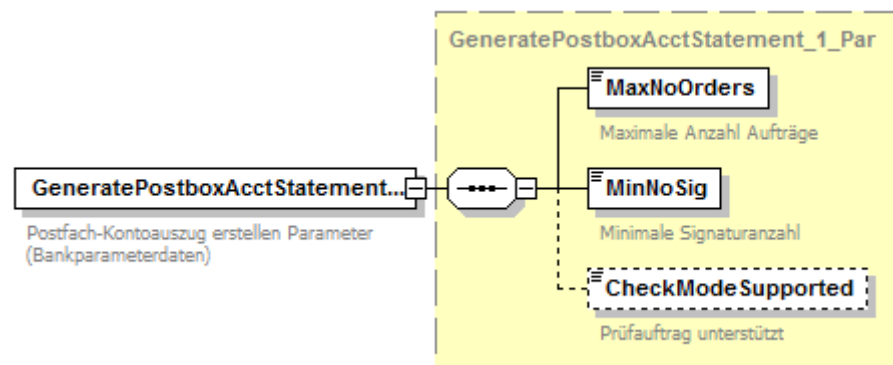 GeneratePostboxAcctStatement_1_Par
MaxNoOrders
Maximale Anzahl Aufträge
GeneratePostboxAcctStatement...
Postfach-Kontoauszug erstellen Parameter
(Bankparameterdaten)
MinNoSig
Minimale Signaturanzahl
CheckModeSupported
Prüfauftrag unterstützt